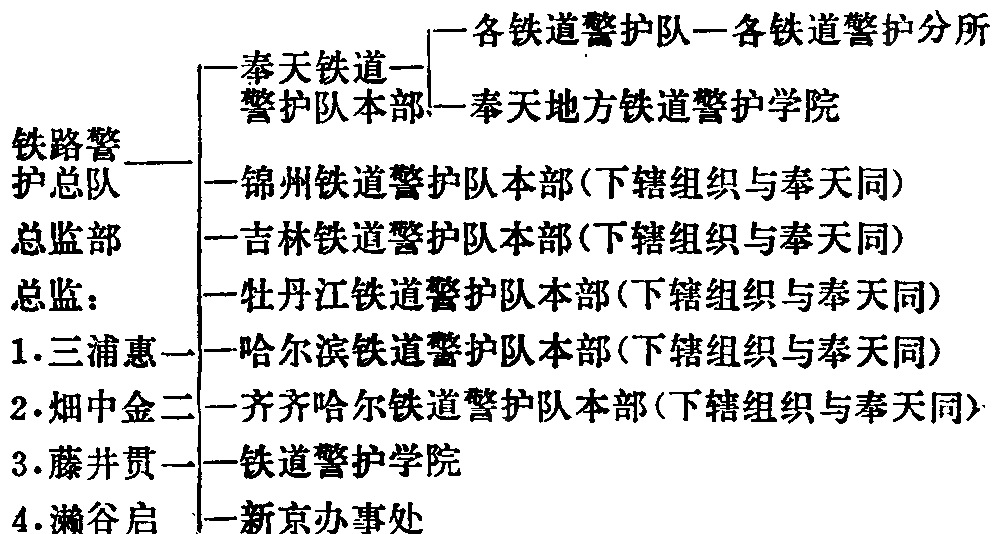 铁路警
护总队
总监部
总监：
1.三浦惠一
2.畑中金二
3.藤井贯一
4.濑谷启
奉天铁道
警护队本部
各铁道警护队—各铁道警护分所
奉天地方铁道警护学院
锦州铁道警护队本部(下辖组织与奉天同)
吉林铁道警护队本部(下辖组织与奉天同)
牡丹江铁道警护队本部(下辖组织与奉天同)
哈尔滨铁道警护队本部(下辖组织与奉天同)
齐齐哈尔铁道警护队本部(下辖组织与奉天同)
铁道警护学院
新京办事处